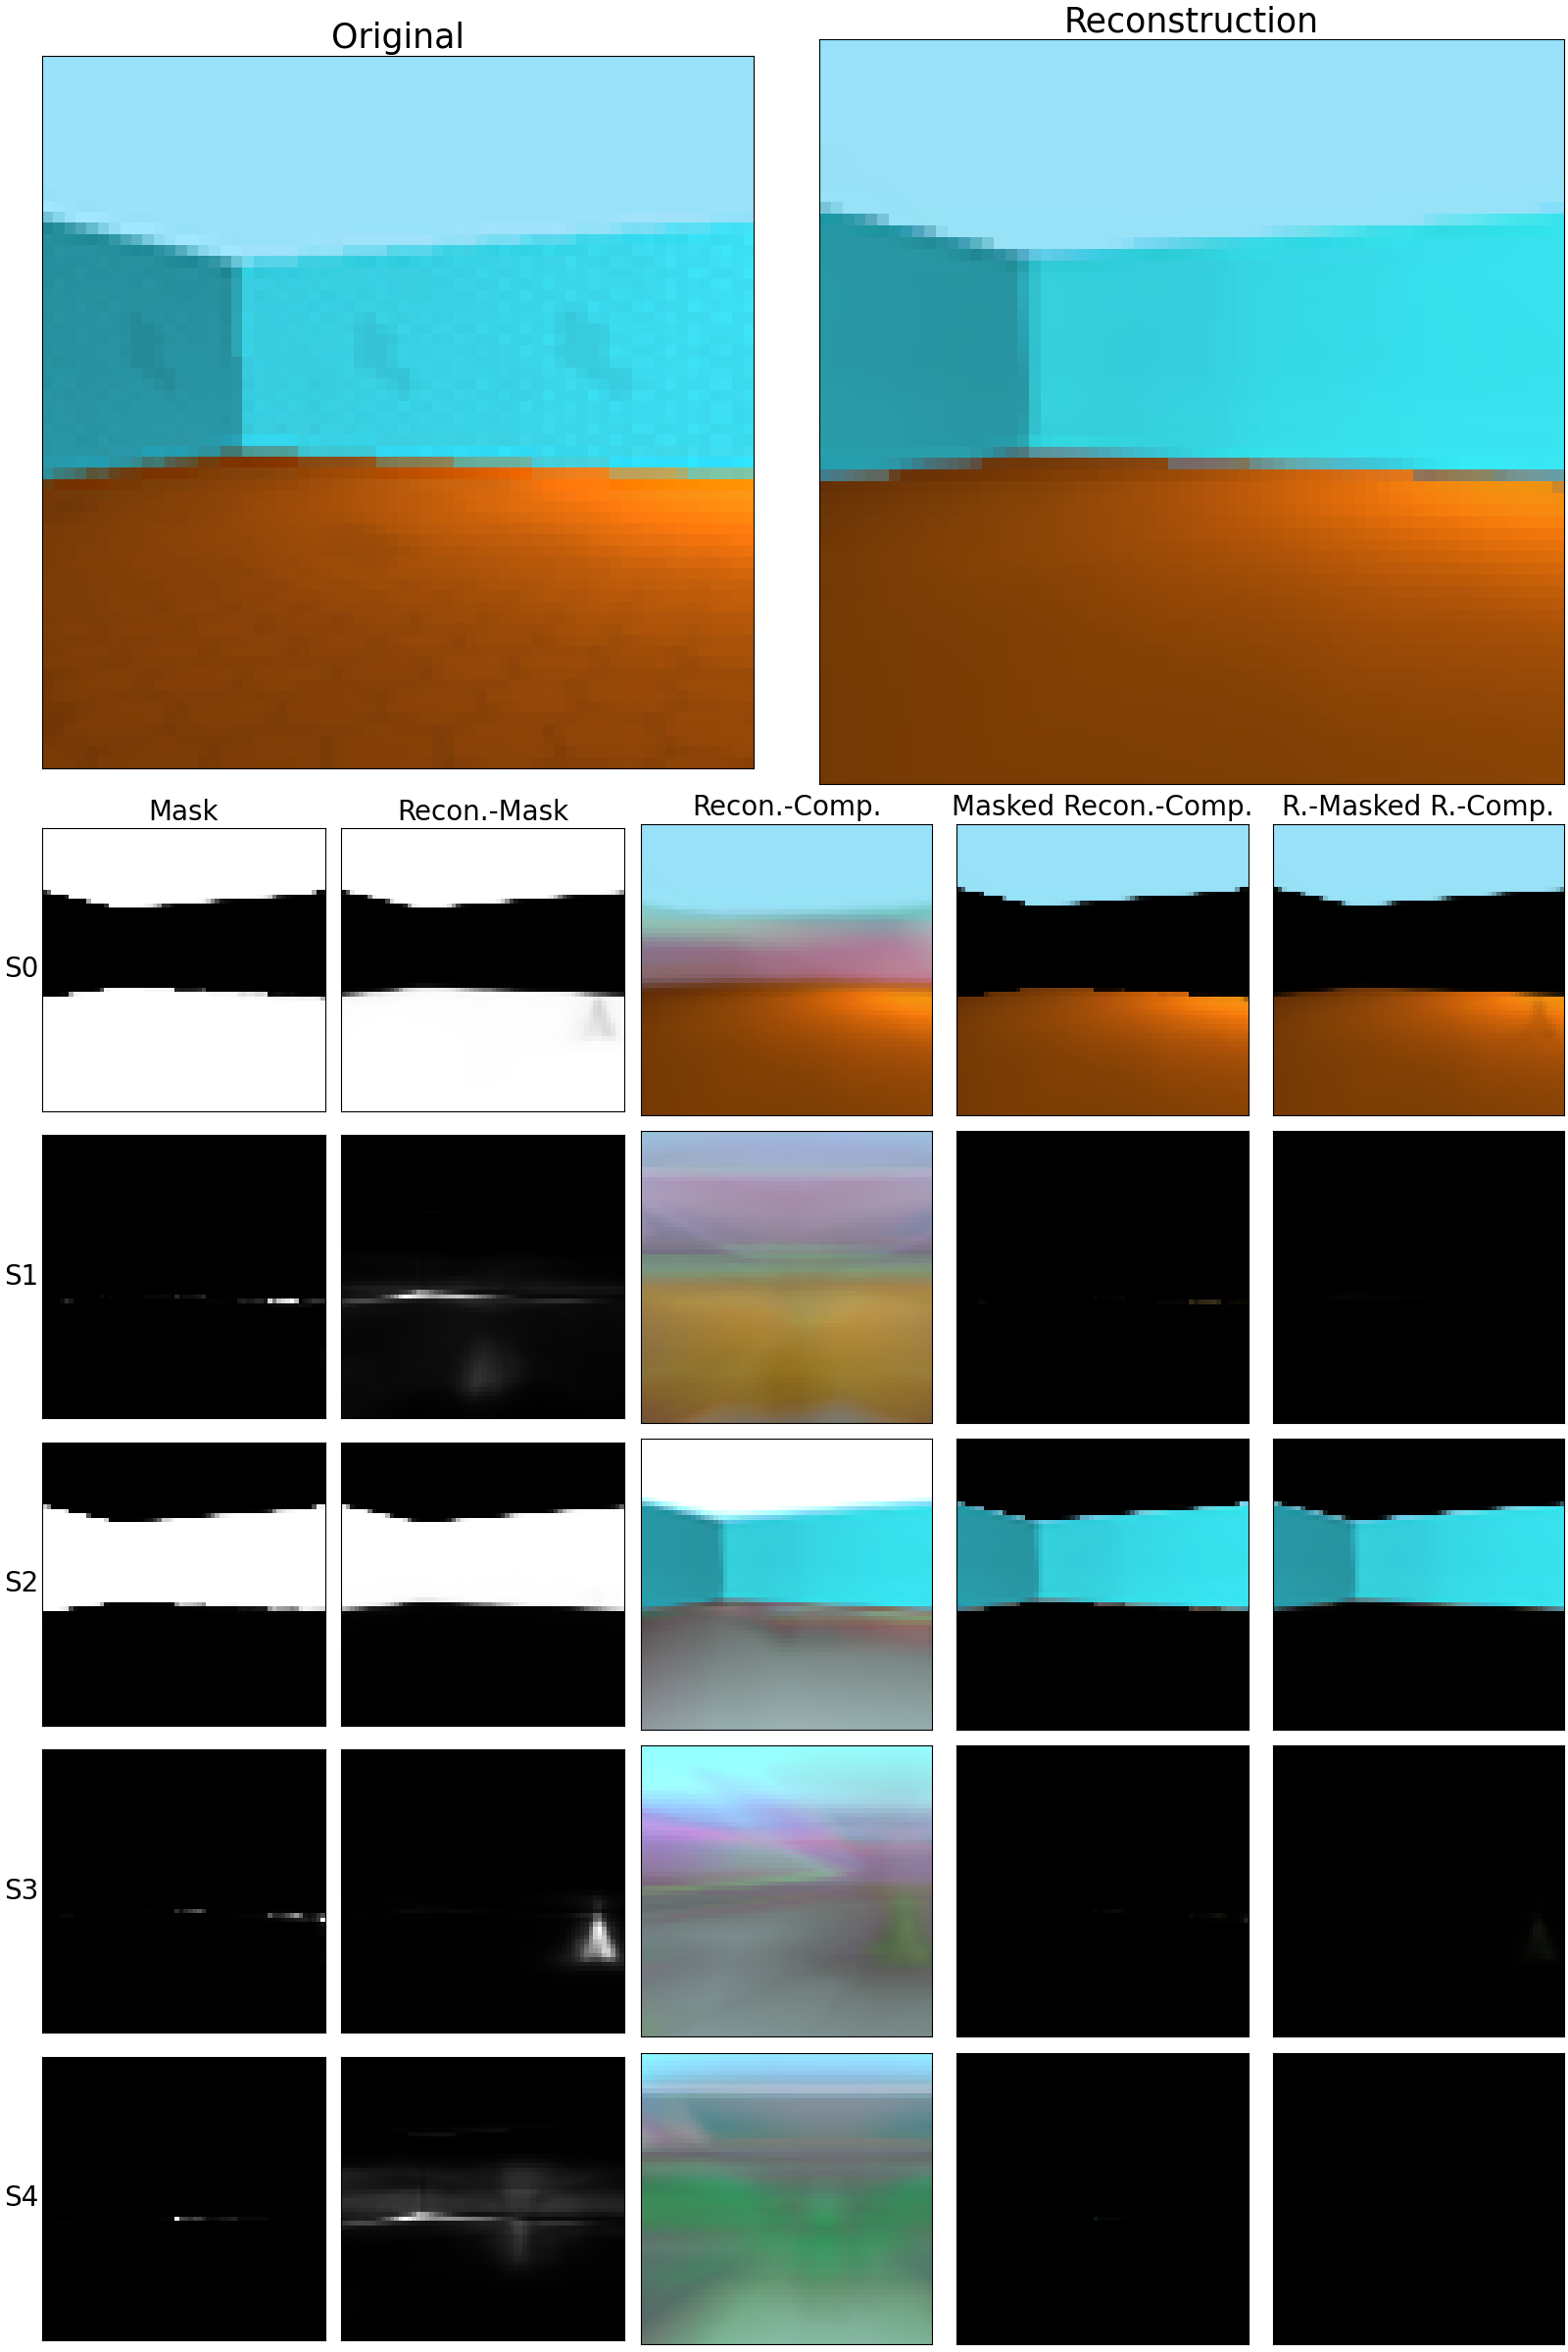 Original
Reconstruction
Mask
Recon.-Mask
Recon.-Comp.
Masked Recon.-Comp.
R.-Masked R.-Comp.
S0
S1
S2
S3
S4